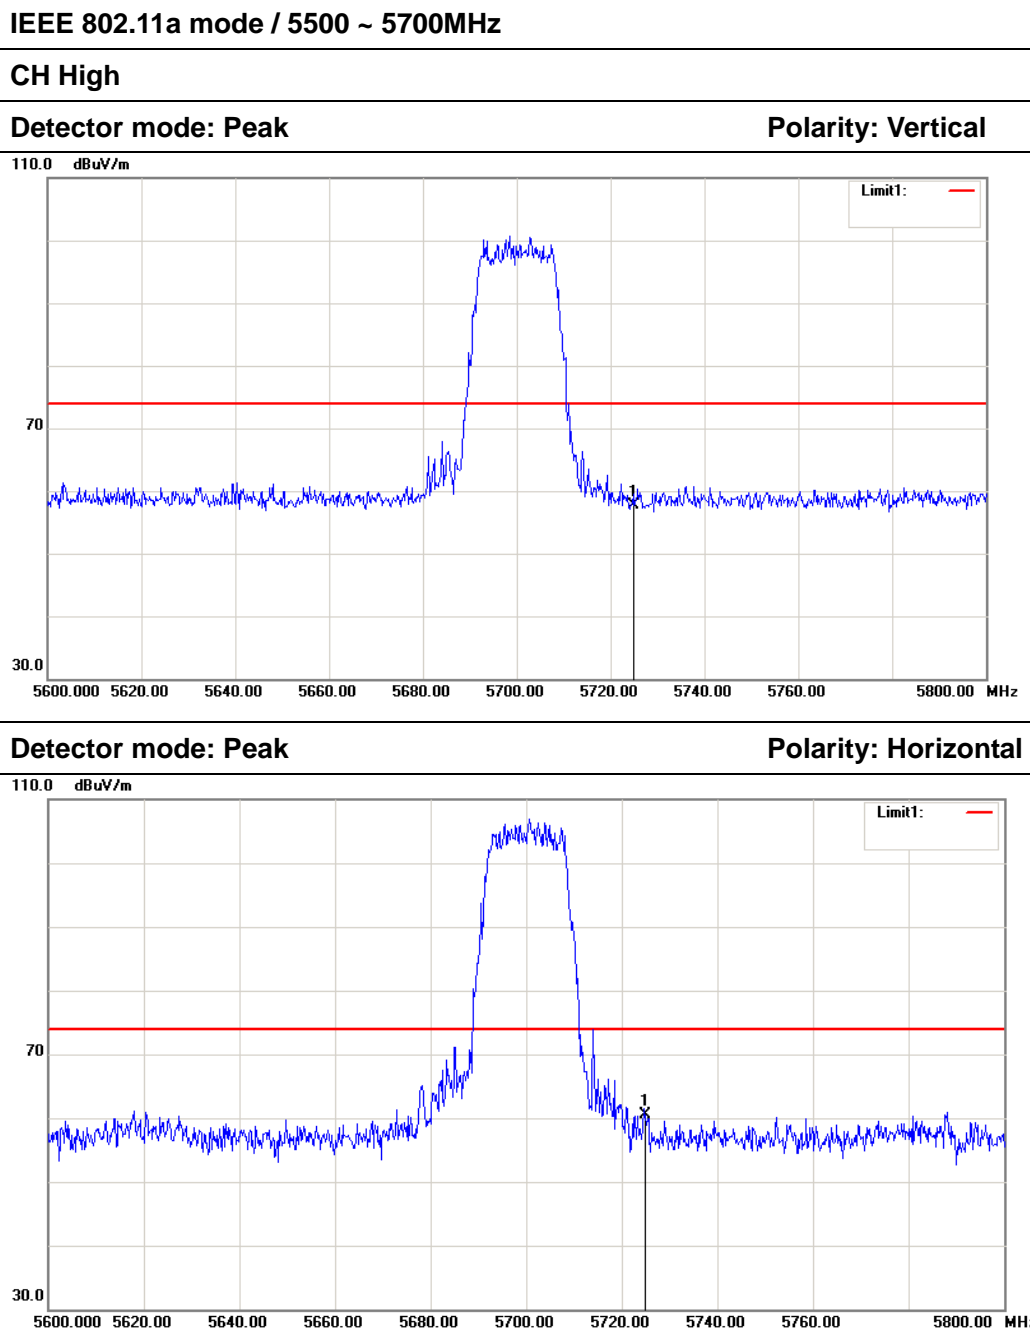 IEEE 802.11a mode / 5500 ~ 5700MHz
CH High
Detector mode: Peak Polarity: Vertical
110.0 dBuV/m
Limit1:
70
1
30.0
5600.000 5620.00 5640.00 5660.00 5680.00 5700.00 5720.00 5740.00 5760.00 5800.00 MHz
Detector mode: Peak Polarity: Horizontal
110.0 dBuV/m
Limit1:
70
1
30.0
5600.000 5620.00 5640.00 5660.00 5680.00 5700.00 5720.00 5740.00 5760.00 5800.00 MHz